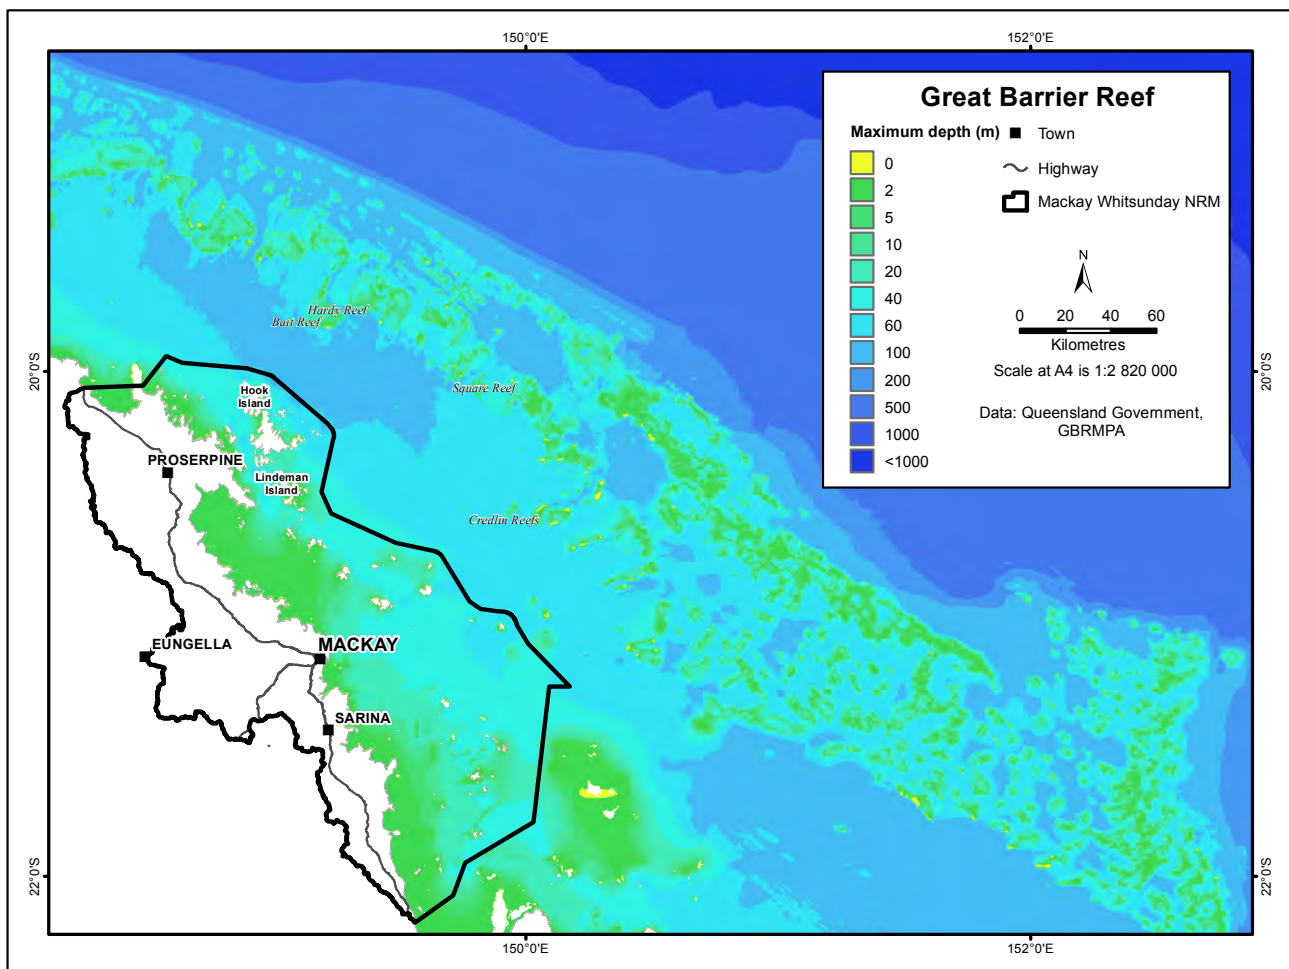 150°0'E
152°0'E
Great Barrier Reef
Maximum depth (m)
0
2
5
10
20
40
60
100
200
500
1000
<1000
Town
Highway
Mackay Whitsunday NRM
N
0 20 40 60
Kilometres
Scale at A4 is 1:2 820 000
Data: Queensland Government,
GBRMPA
Hardy Reef
Bait Reef
20°0'S
20°0'S
Hook
Island
Square Reef
PROSERPINE
Lindeman
Island
Credlin Reefs
EUNGELLA
MACKAY
SARINA
22°0'S
22°0'S
150°0'E
152°0'E